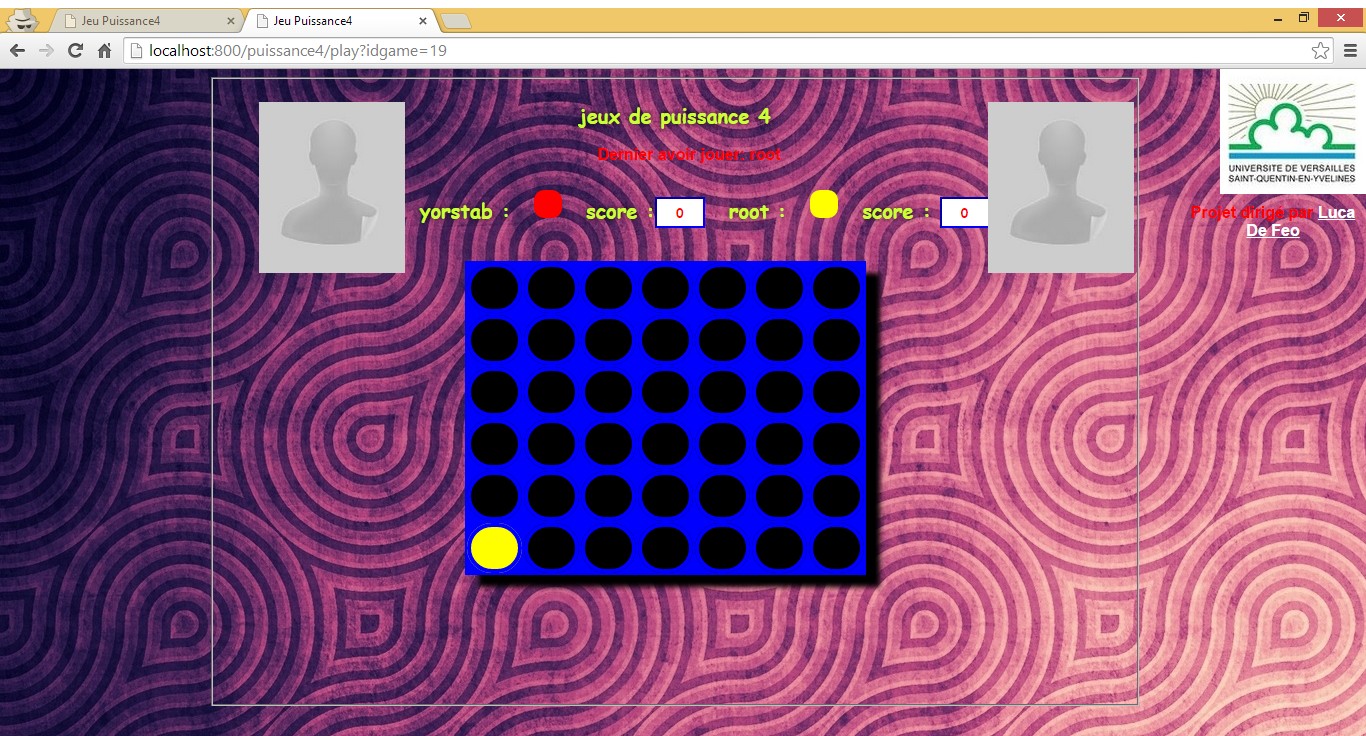 Jeu Puissance4
Jeu Puissance4
localhost:800/puissance4/play?idgame=19
jeux de puissance 4
Dernier avoir jouer: root
yorstab : score : 0 root : score : 0
UNIVERSITE DE VERSAILLES
SAINT-QUENTIN-EN-YVELINES
Projet dirigé par Luca
De Feo